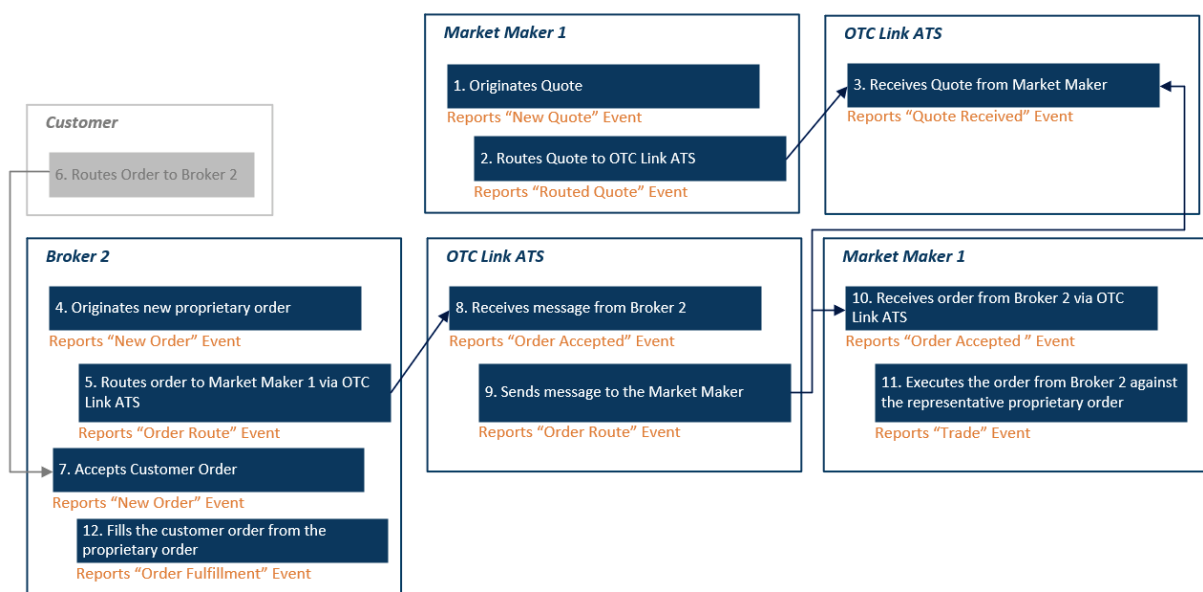 Market Maker 1
1. Originates Quote
Reports “New Quote” Event
2. Routes Quote to OTC Link ATS
Reports “Routed Quote” Event
OTC Link ATS
3. Receives Quote from Market Maker
Reports “Quote Received” Event
Customer
6. Routes Order to Broker 2
Broker 2
4. Originates new proprietary order
Reports “New Order” Event
5. Routes order to Market Maker 1 via OTC
Link ATS
Reports “Order Route” Event
7. Accepts Customer Order
Reports “New Order” Event
12. Fills the customer order from the
proprietary order
Reports “Order Fulfillment” Event
OTC Link ATS
8. Receives message from Broker 2
Reports “Order Accepted” Event
9. Sends message to the Market Maker
Reports “Order Route” Event
Market Maker 1
10. Receives order from Broker 2 via OTC
Link ATS
Reports “Order Accepted ” Event
11. Executes the order from Broker 2 against
the representative proprietary order
Reports “Trade” Event